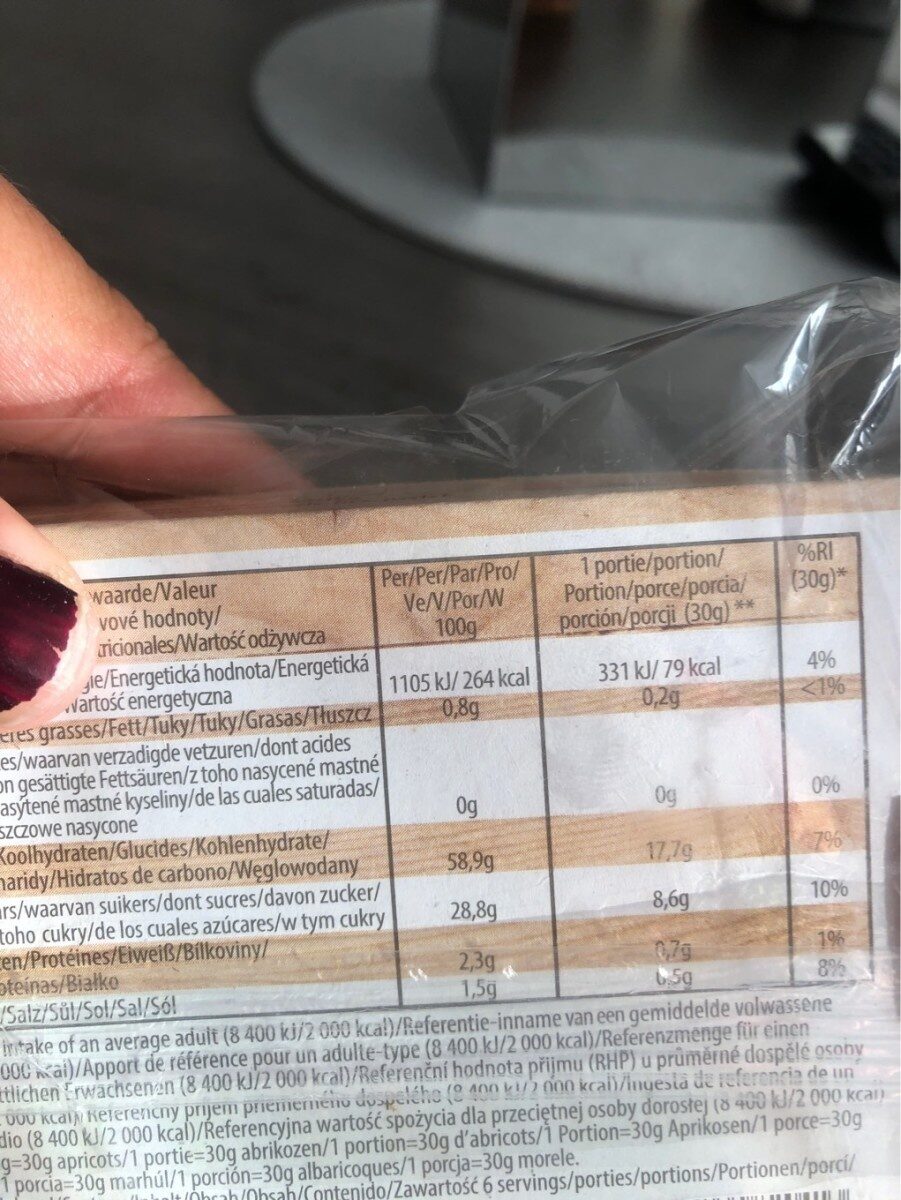 waarde/Valeur
vové hodnoty/
ricionales/Wartość odżywcza
Per/Per/Par/Pro/
Ve/V/Por/W
100g
1 portie/portion/
Portion/porce/porcia/
porción/porcji (30g) **
%RI
(30g)*
gie/Energetická hodnota/Energetická
Wartość energetyczna
1105 kJ/ 264 kcal
331 kJ/ 79 kcal
4%
grasses/Fett/Tuky/Tuky/Grasas/Tłuszcz
0,8g
0,2g
<1%
es/waarvan verzadigde vetzuren/dont acides
on gesättigte Fettsäuren/z toho nasycené mastné
asýtené mastné kyseliny/de las cuales saturadas/
szczowe nasycone
0g
0g
0%
Koolhydraten/Glucides/Kohlenhydrate/
haridy/Hidratos de carbono/Węglowodany
58,9g
17,7g
7%
rs/waarvan suikers/dont sucres/davon zucker/
toho cukry/de los cuales azúcares/w tym cukry
28,8g
8,6g
10%
en/Protéines/Eiweiß/Bílkoviny/
oteínas/Białko
2,3g
0,7g
1%
/Salz/Sůl/Soľ/Sal/Sól
1,5g
0,5g
8%
intake of an average adult (8 400 kJ/2 000 kcal)/Referentie-inname van een gemiddelde volwassene
000 kcal)/Apport de référence pour un adulte-type (8 400 kJ/2 000 kcal)/Referenzmenge für einen
ttlichen Erwachsenen (8 400 kJ/2 000 kcal)/Referenční hodnota příjmu (RHP) u průměrné dospělé osoby
000 kcal)/Referenčný príjem priemerného dospelého (8 400 kJ/2 000 kcal)/Ingesta de referencia de un
dio (8 400 kJ/2 000 kcal)/Referencyjna wartość spożycia dla przeciętnej osoby dorosłej (8 400 kJ/2 000 kcal)
g=30g apricots/1 portie=30g abrikozen/1 portion=30g d'abricots/1 Portion=30g Aprikosen/1 porce=30g
1 porcia=30g marhúľ/1 porción=30g albaricoques/1 porcja=30g morele.
Inhalt/Obsah/Obsah/Contenido/Zawartość 6 servings/porties/portions/Portionen/porcí/